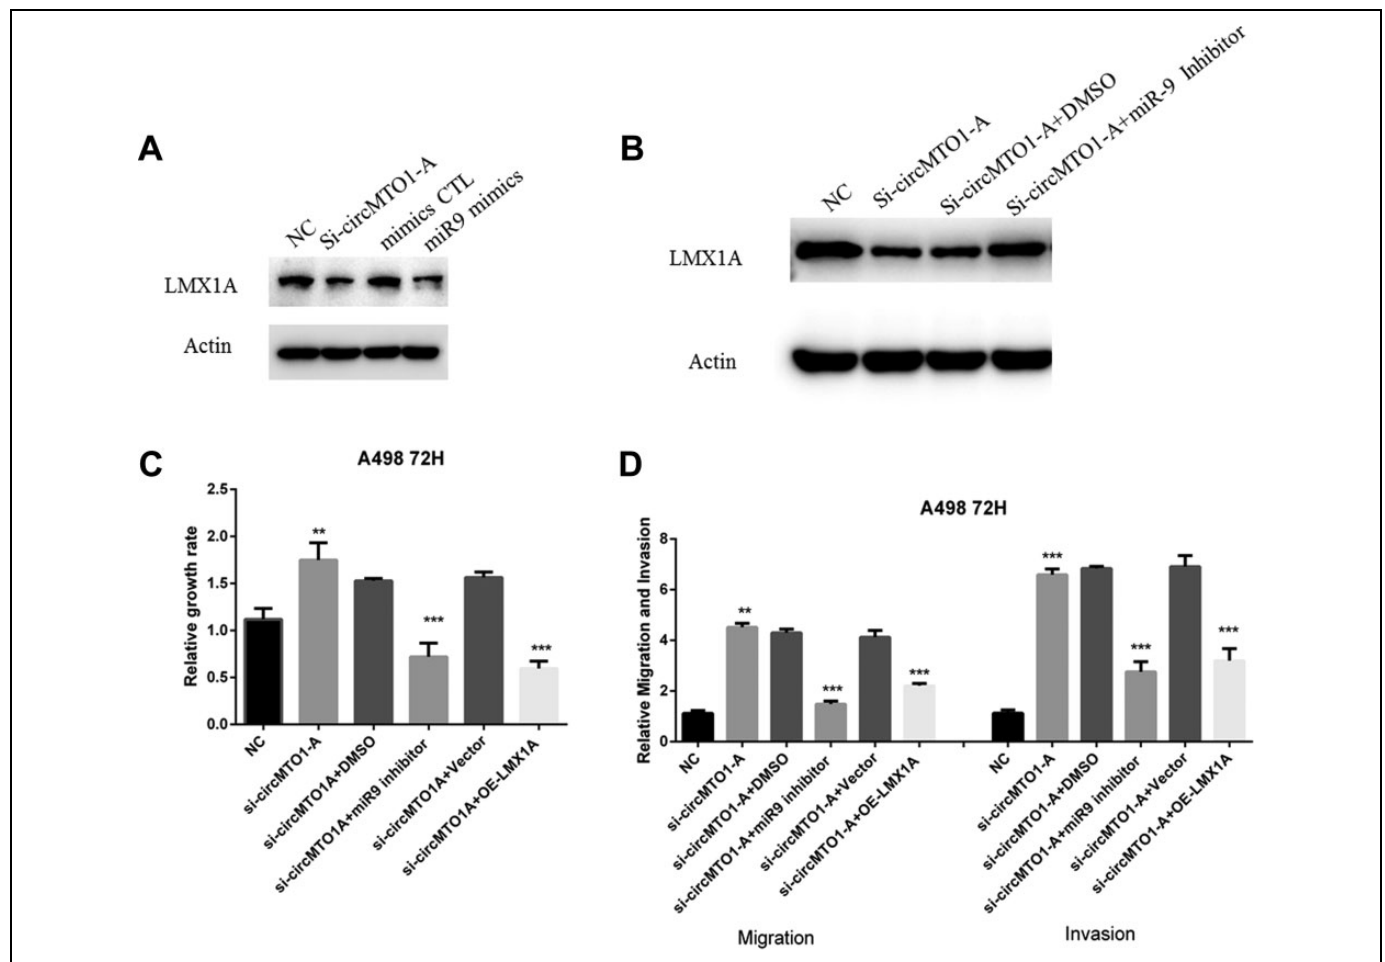 A
NC
Si-circMTO1-A
mimics CTL
miR9 mimics
LMX1A
Actin
B
NC
Si-circMTO1-A
Si-circMTO1-A+DMSO
Si-circMTO1-A+miR-9 Inhibitor
LMX1A
Actin
C
A498 72H
Relative growth rate
2.5
2.0
1.5
1.0
0.5
0.0
**
***
***
NC
si-circMTO1-A
si-circMTO1A+DMSO
si-circMTO1A+miR9 inhibitor
si-circMTO1A+Vector
si-circMTO1A+OE-LMX1A
D
A498 72H
Relative Migration and Invasion
8
6
4
2
0
**
***
***
***
***
***
NC
si-circMTO1-A
si-circMTO1-A+DMSO
si-circMTO1-A+miR9 inhibitor
si-circMTO1-A+Vector
si-circMTO1-A+OE-LMX1A
NC
si-circMTO1-A
si-circMTO1-A+DMSO
si-circMTO1-A+miR9 inhibitor
si-circMTO1-A+Vector
si-circMTO1-A+OE-LMX1A
Migration
Invasion